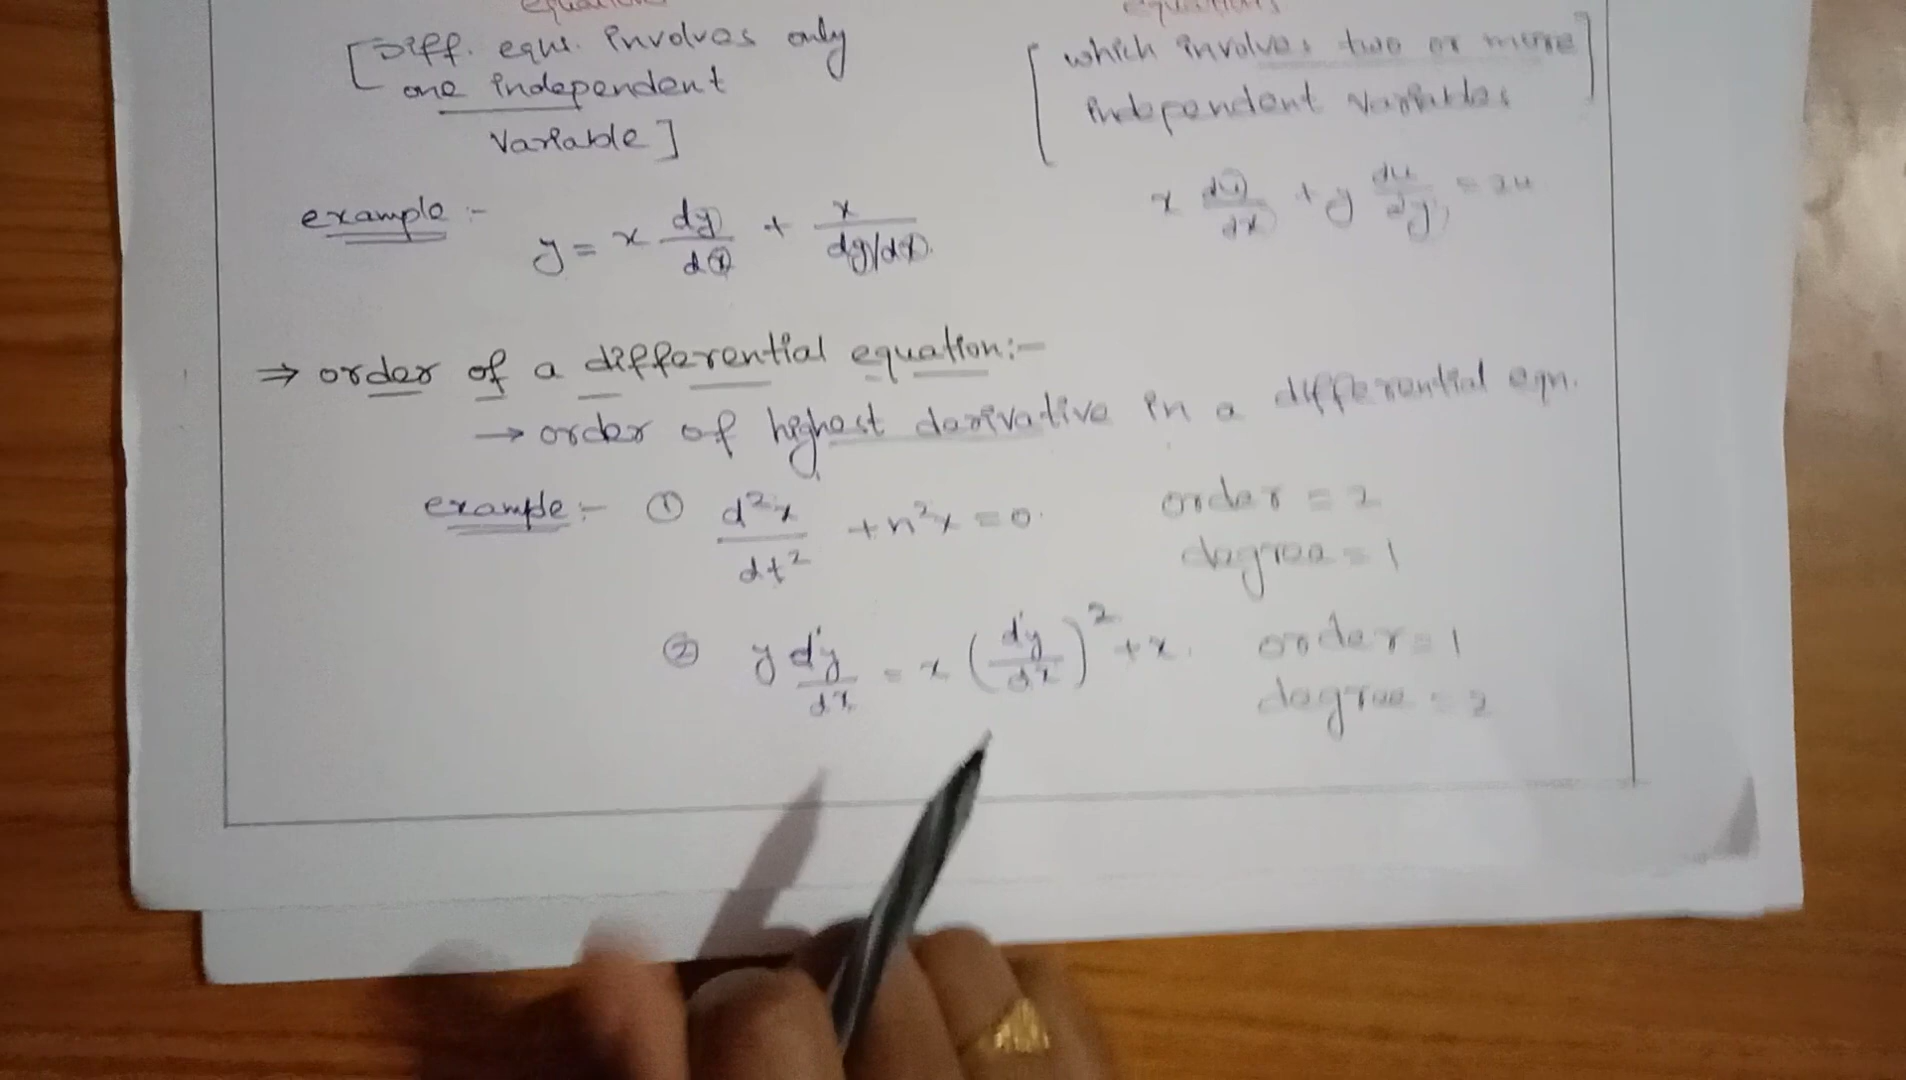 [Diff. equs. involves only
one independent
variable]
[which involves two or more
independent variables]
example :-
y = x dy/dx + x/(dy/dx)
x du/dx + y du/dy = 2u
⇒ order of a differential equation:-
→ order of highest derivative in a differential eqn.
example:- ① d²x/dt² + n²x = 0.
order = 2
degree = 1
② y dy/dx = x (dy/dx)² + x.
order = 1
degree = 2